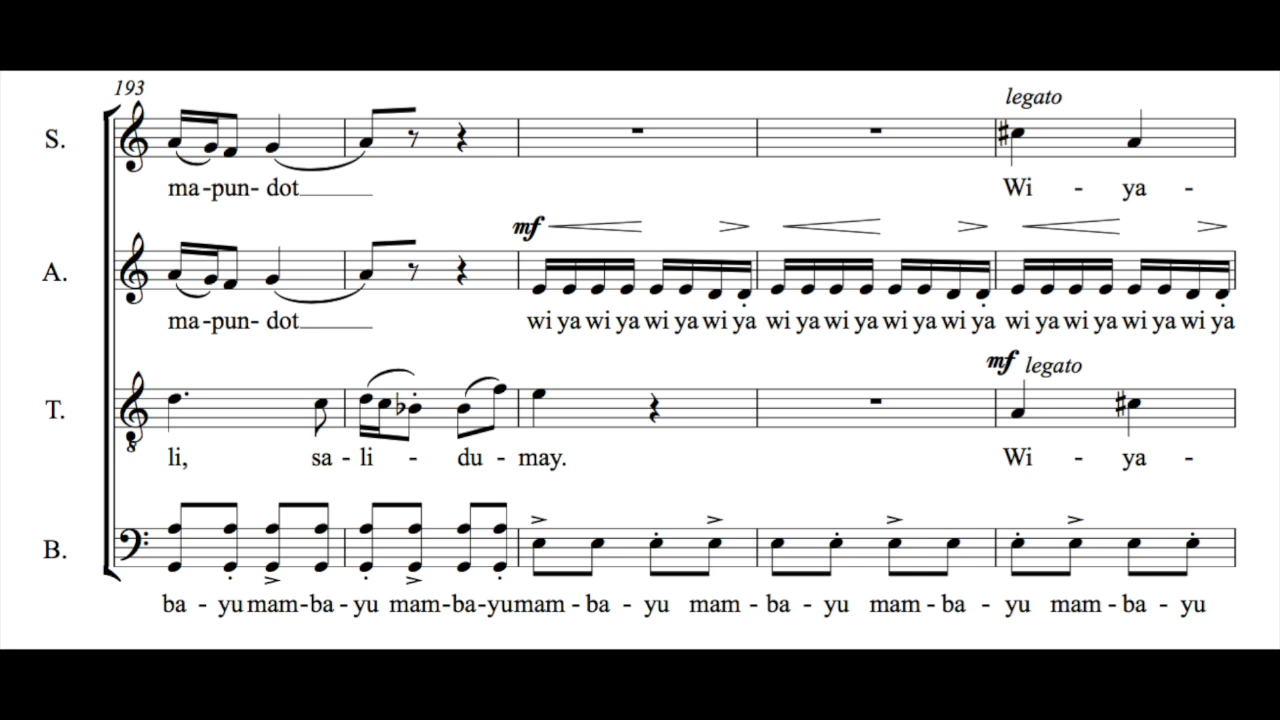 193
legato
S.
ma-pun- dot
Wi - ya -
mf
A.
ma-pun- dot
wi ya wi ya wi ya wi ya wi ya wi ya wi ya wi ya wi ya wi ya wi ya wi ya
mf legato
T.
8
li, sa - li - du - may.
Wi - ya -
B.
ba - yu mam-ba - yu mam-ba-yu mam - ba - yu mam - ba - yu mam - ba - yu mam - ba - yu